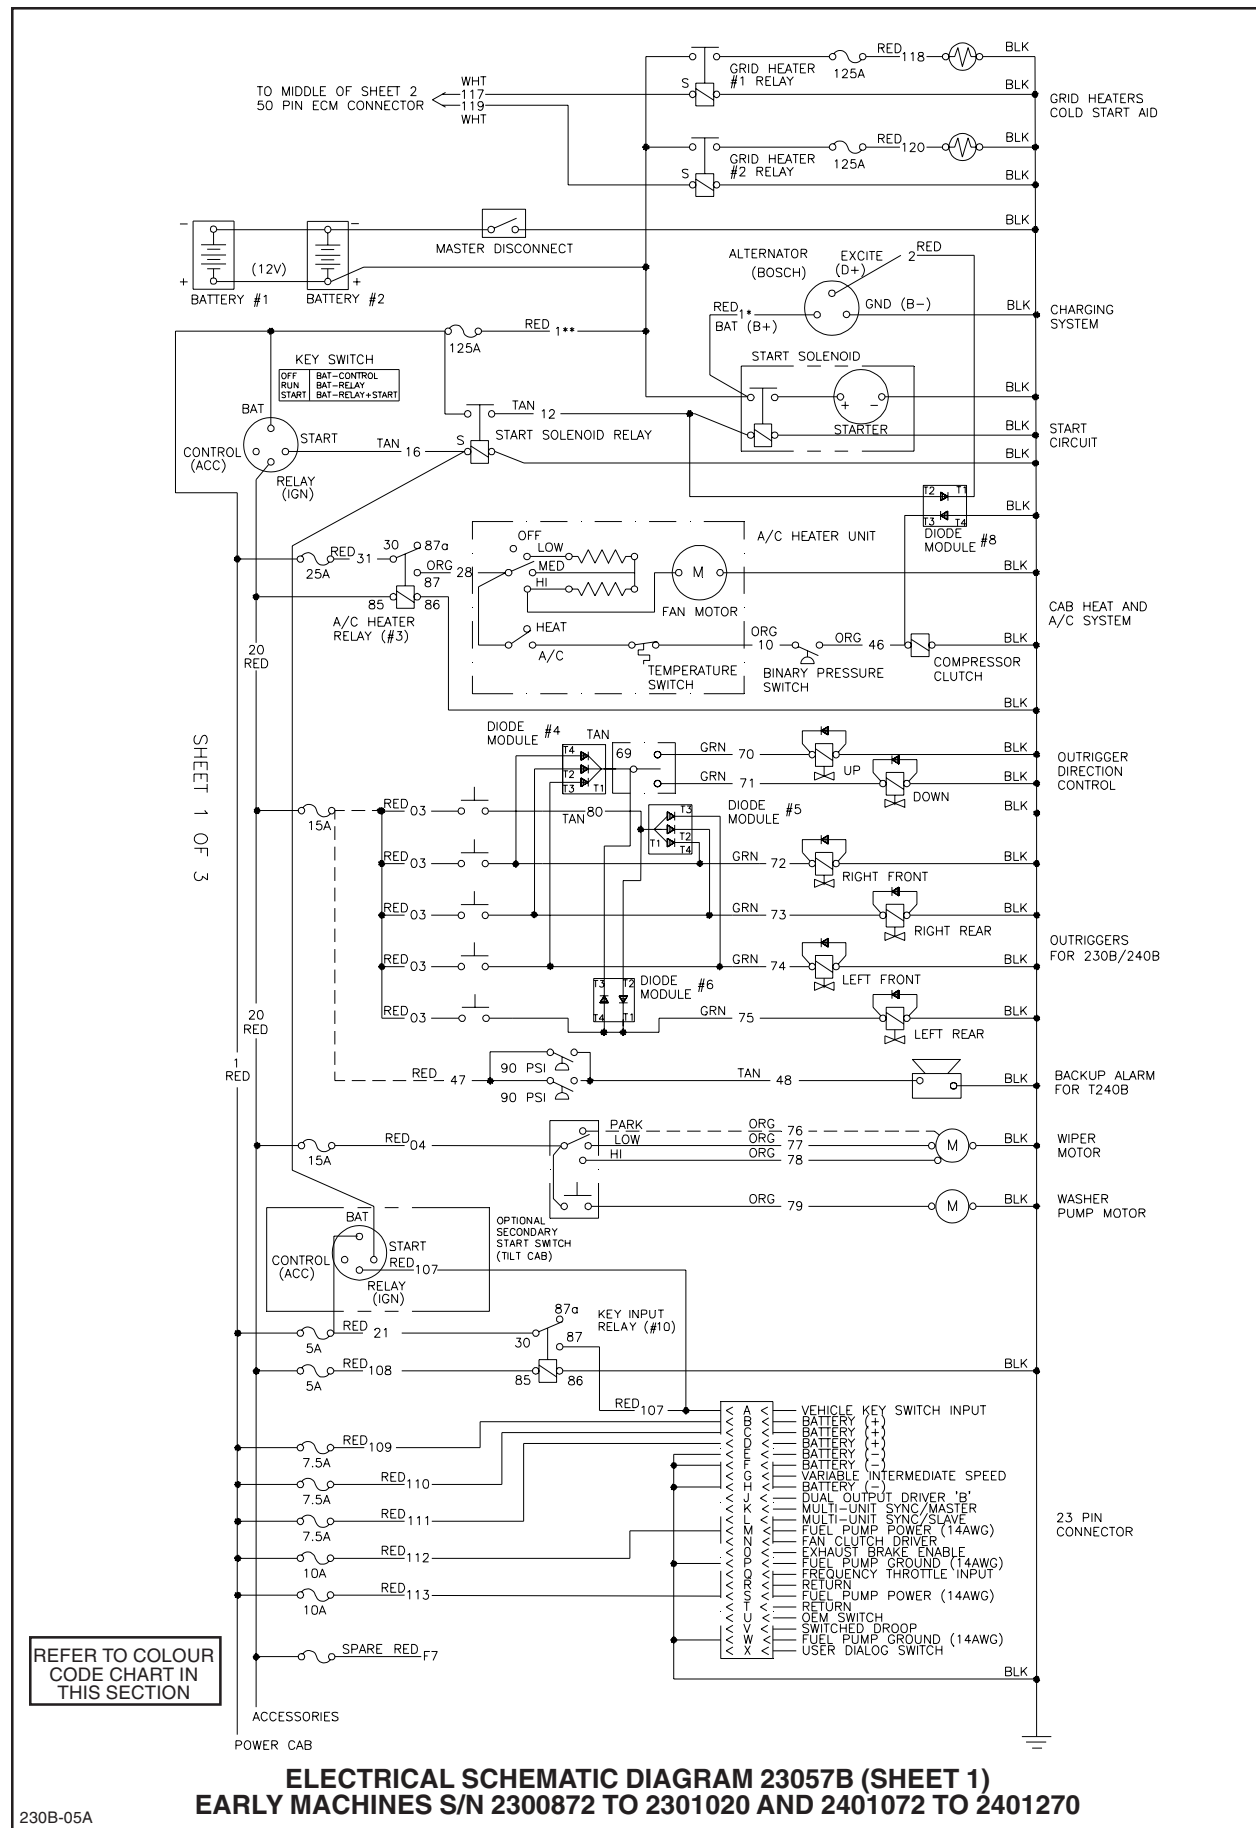 RED 118
BLK
GRID HEATER
#1 RELAY
125A
TO MIDDLE OF SHEET 2
50 PIN ECM CONNECTOR
WHT
117
119
WHT
S
BLK
GRID HEATERS
COLD START AID
RED 120
BLK
GRID HEATER
#2 RELAY
125A
S
BLK
- -
MASTER DISCONNECT
BLK
(12V)
+ +
BATTERY #1 BATTERY #2
ALTERNATOR
(BOSCH)
EXCITE
(D+)
2 RED
RED 1*
BAT (B+)
GND (B-)
BLK
CHARGING
SYSTEM
RED 1**
125A
KEY SWITCH
OFF BAT-CONTROL
RUN BAT-RELAY
START BAT-RELAY+START
START SOLENOID
+ -
STARTER
BLK
BAT
START
CONTROL
(ACC)
RELAY
(IGN)
TAN 16
S
TAN 12
START SOLENOID RELAY
BLK
START
CIRCUIT
BLK
T2 T1
T3 T4
DIODE
MODULE #8
BLK
A/C HEATER UNIT
OFF
LOW
MED
HI
M
FAN MOTOR
BLK
RED 31
25A
30 87a
ORG 28
87
85 86
A/C HEATER
RELAY (#3)
HEAT
A/C
TEMPERATURE
SWITCH
ORG
10
BINARY PRESSURE
SWITCH
ORG 46
COMPRESSOR
CLUTCH
BLK
CAB HEAT AND
A/C SYSTEM
20
RED
BLK
SHEET 1 OF 3
DIODE
MODULE #4
TAN
T4
T2
T3 T1
69
GRN 70
UP
BLK
GRN 71
DOWN
BLK
BLK
OUTRIGGER
DIRECTION
CONTROL
15A
RED 03
TAN 80
DIODE
MODULE #5
T3
T2
T1 T4
RED 03
GRN 72
RIGHT FRONT
BLK
RED 03
GRN 73
RIGHT REAR
BLK
OUTRIGGERS
FOR 230B/240B
RED 03
GRN 74
LEFT FRONT
BLK
DIODE
MODULE #6
T3 T2
T4 T1
RED 03
GRN 75
LEFT REAR
BLK
20
RED
1
RED
RED 47
90 PSI
90 PSI
TAN 48
BLK
BACKUP ALARM
FOR T240B
15A
RED 04
PARK
LOW
HI
ORG 76
ORG 77
ORG 78
M
BLK
WIPER
MOTOR
ORG 79
M
BLK
WASHER
PUMP MOTOR
BAT
START
CONTROL
(ACC)
RED 107
RELAY
(IGN)
OPTIONAL
SECONDARY
START SWITCH
(TILT CAB)
5A
RED 21
30 87a
87
KEY INPUT
RELAY (#10)
5A
RED 108
85 86
BLK
RED 107
< A < VEHICLE KEY SWITCH INPUT
< B < BATTERY (+)
< C < BATTERY (+)
< D < BATTERY (+)
< E < BATTERY (-)
< F < BATTERY (-)
< G < VARIABLE INTERMEDIATE SPEED
< H < BATTERY (-)
< J < DUAL OUTPUT DRIVER 'B'
< K < MULTI-UNIT SYNC/MASTER
< L < MULTI-UNIT SYNC/SLAVE
< M < FUEL PUMP POWER (14AWG)
< N < FAN CLUTCH DRIVER
< O < EXHAUST BRAKE ENABLE
< P < FUEL PUMP GROUND (14AWG)
< Q < FREQUENCY THROTTLE INPUT
< R < RETURN
< S < FUEL PUMP POWER (14AWG)
< T < RETURN
< U < OEM SWITCH
< V < SWITCHED DROOP
< W < FUEL PUMP GROUND (14AWG)
< X < USER DIALOG SWITCH
23 PIN
CONNECTOR
RED 109
7.5A
RED 110
7.5A
RED 111
7.5A
RED 112
10A
RED 113
10A
SPARE RED F7
BLK
REFER TO COLOUR
CODE CHART IN
THIS SECTION
ACCESSORIES
POWER CAB
ELECTRICAL SCHEMATIC DIAGRAM 23057B (SHEET 1)
EARLY MACHINES S/N 2300872 TO 2301020 AND 2401072 TO 2401270
230B-05A